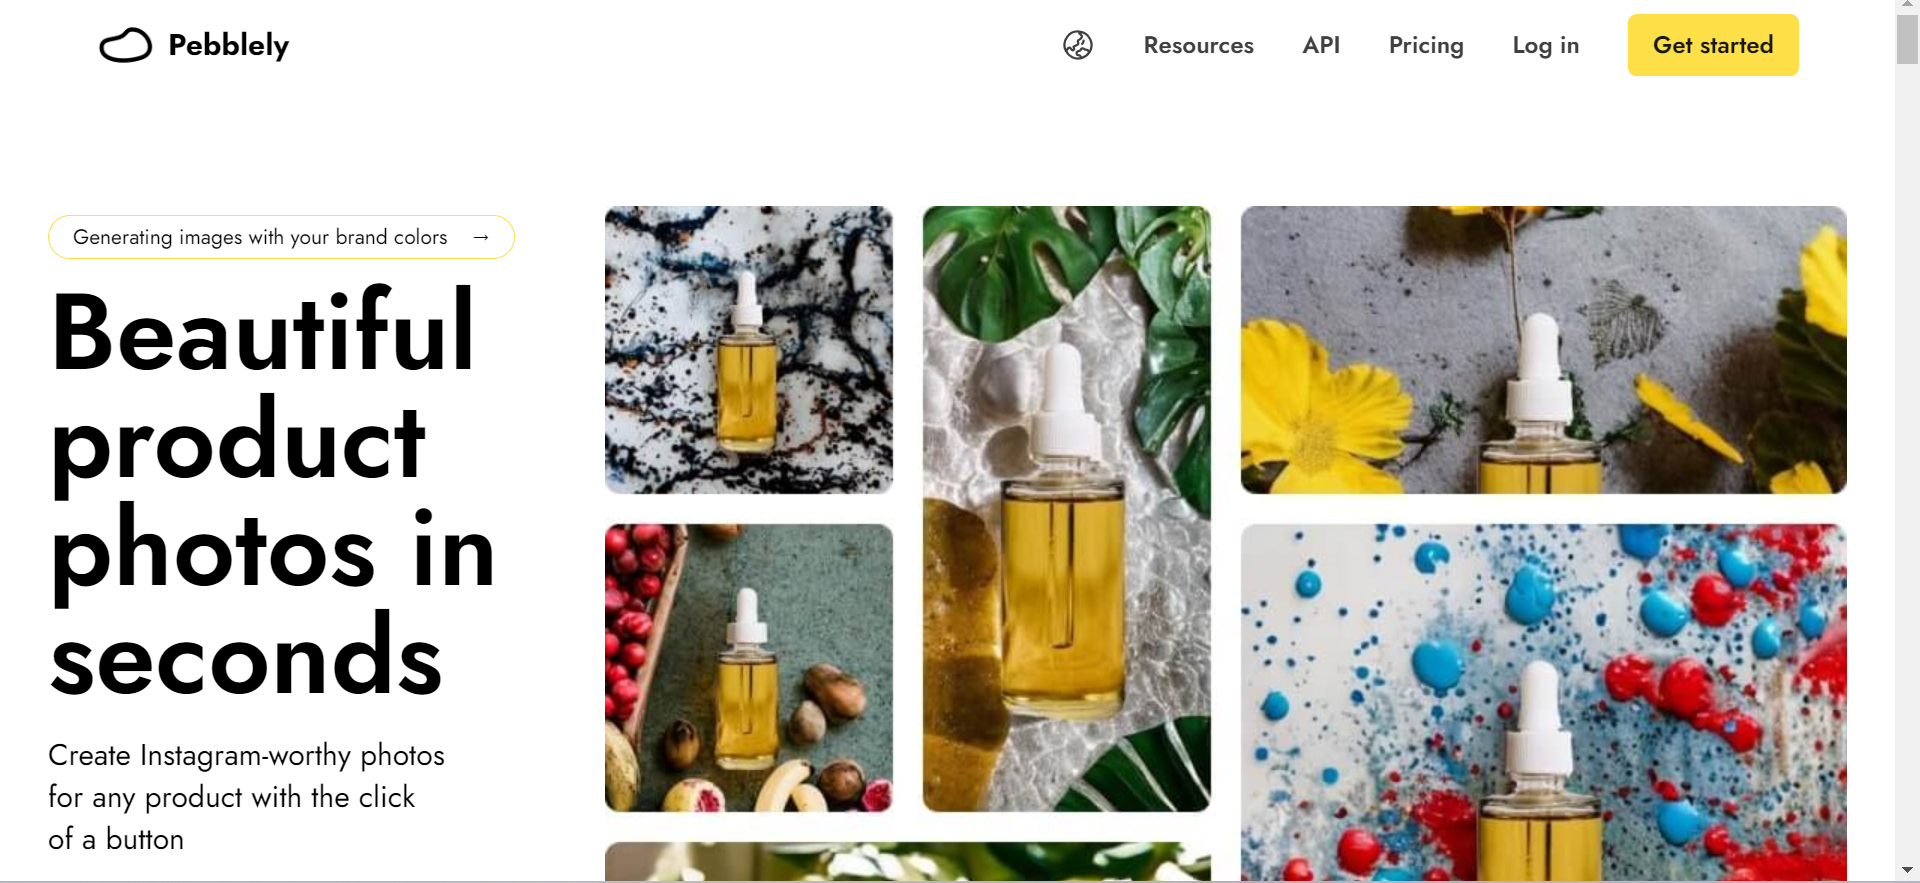 Pebblely
Resources
API
Pricing
Log in
Get started
Generating images with your brand colors →
Beautiful
product
photos in
seconds
Create Instagram-worthy photos
for any product with the click
of a button